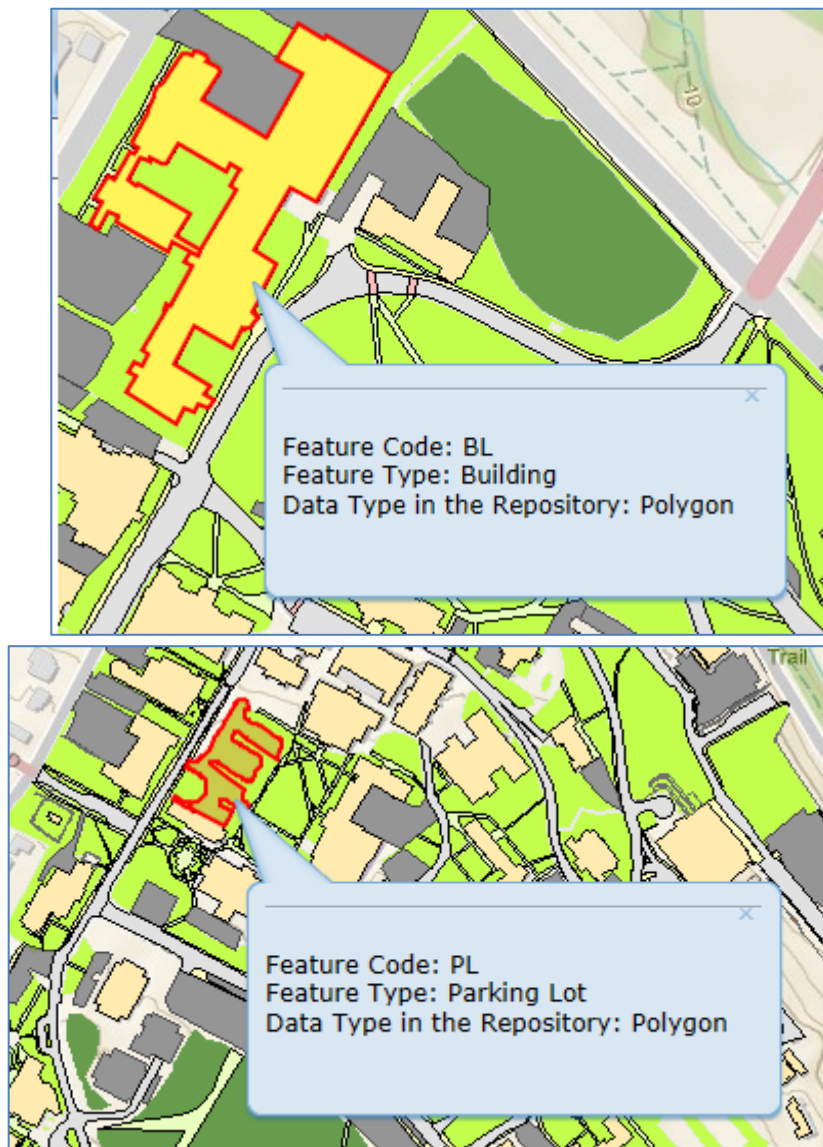 10
×
Feature Code: BL
Feature Type: Building
Data Type in the Repository: Polygon
Trail
×
Feature Code: PL
Feature Type: Parking Lot
Data Type in the Repository: Polygon